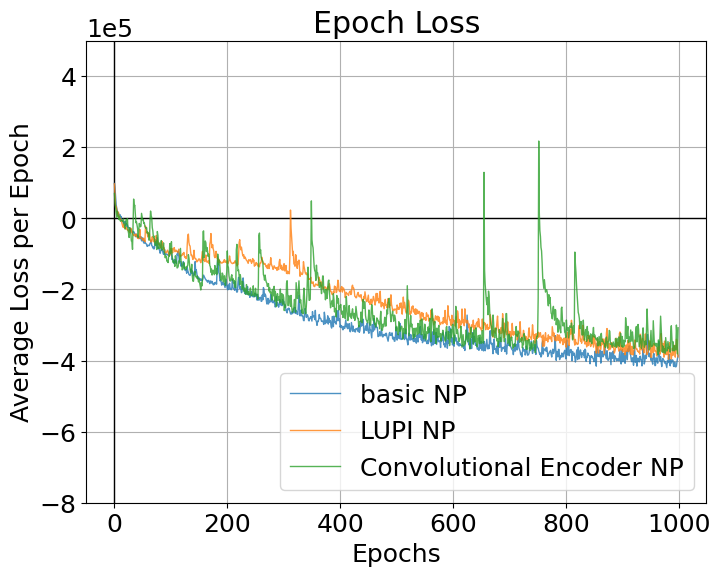 Epoch Loss
1e5
4
2
0
−2
−4
−6
−8
Average Loss per Epoch
0 200 400 600 800 1000
Epochs
basic NP
LUPI NP
Convolutional Encoder NP